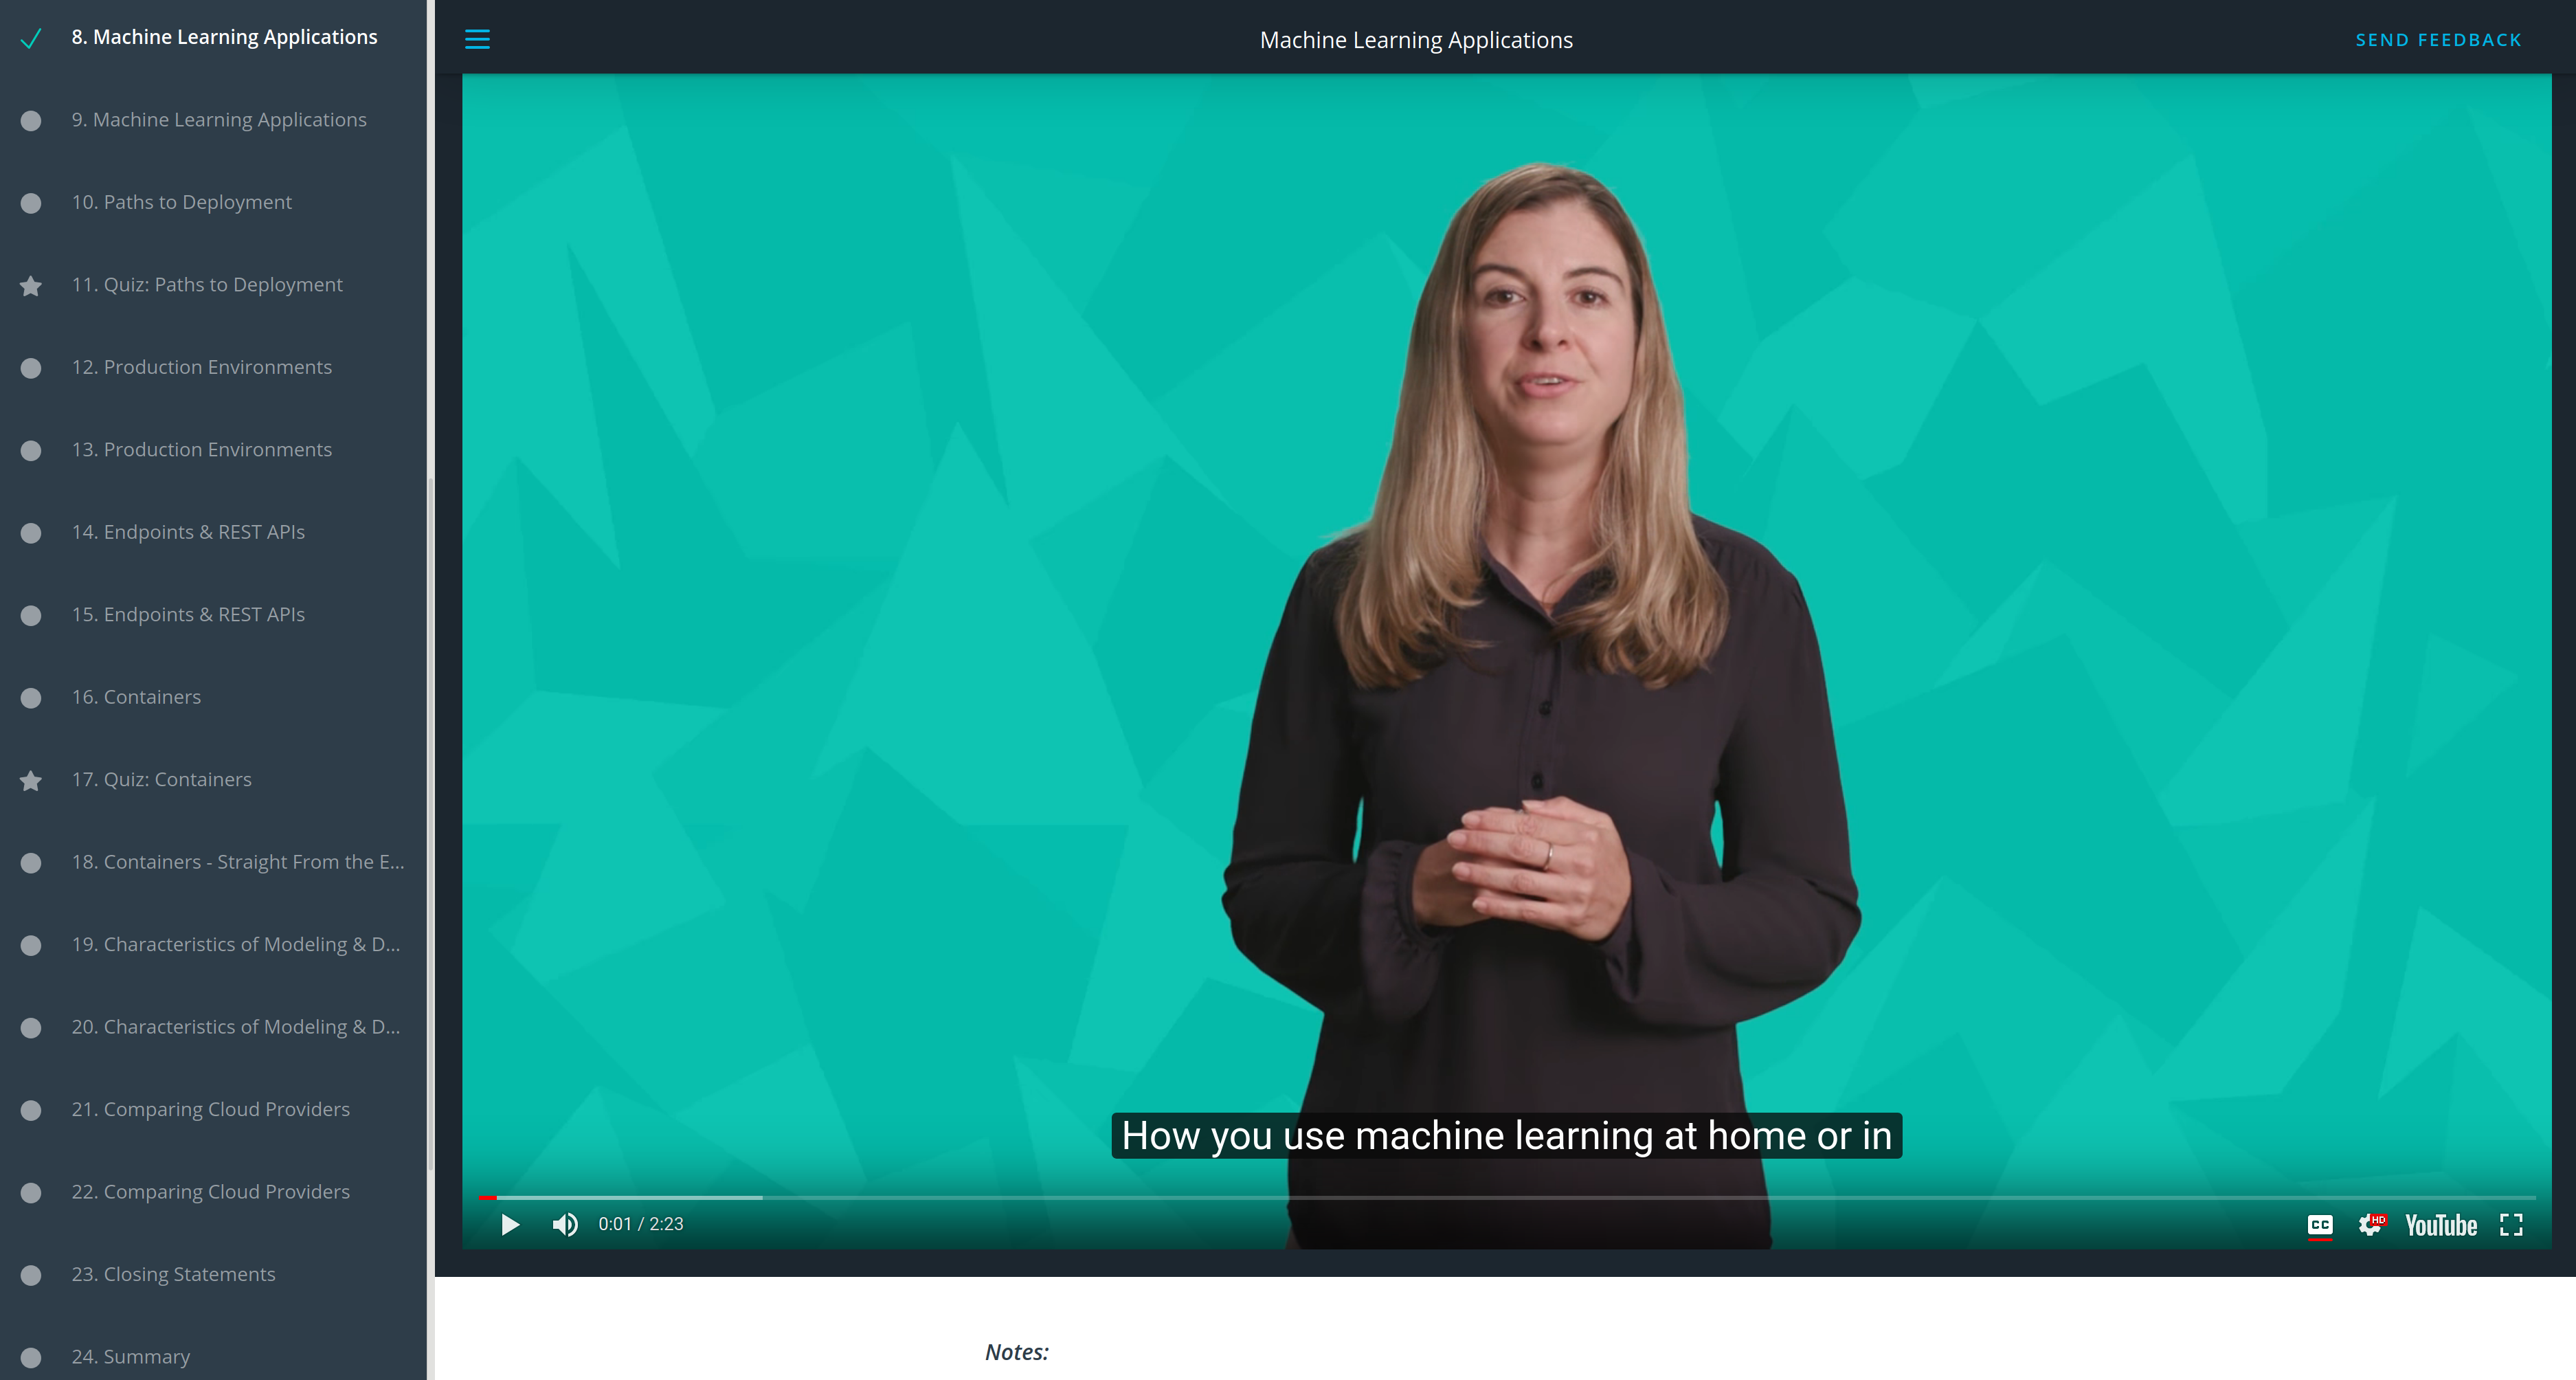 8. Machine Learning Applications
9. Machine Learning Applications
10. Paths to Deployment
11. Quiz: Paths to Deployment
12. Production Environments
13. Production Environments
14. Endpoints & REST APIs
15. Endpoints & REST APIs
16. Containers
17. Quiz: Containers
18. Containers - Straight From the E...
19. Characteristics of Modeling & D...
20. Characteristics of Modeling & D...
21. Comparing Cloud Providers
22. Comparing Cloud Providers
23. Closing Statements
24. Summary
Machine Learning Applications
SEND FEEDBACK
How you use machine learning at home or in
0:01 / 2:23
CC
HD
YouTube
Notes: